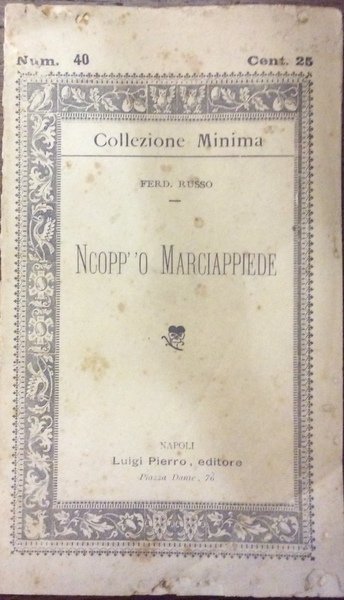 Num. 40 Cent. 25
Collezione Minima
FERD. RUSSO
NCOPP' 'O MARCIAPPIEDE
NAPOLI
Luigi Pierro, editore
Piazza Dante, 76